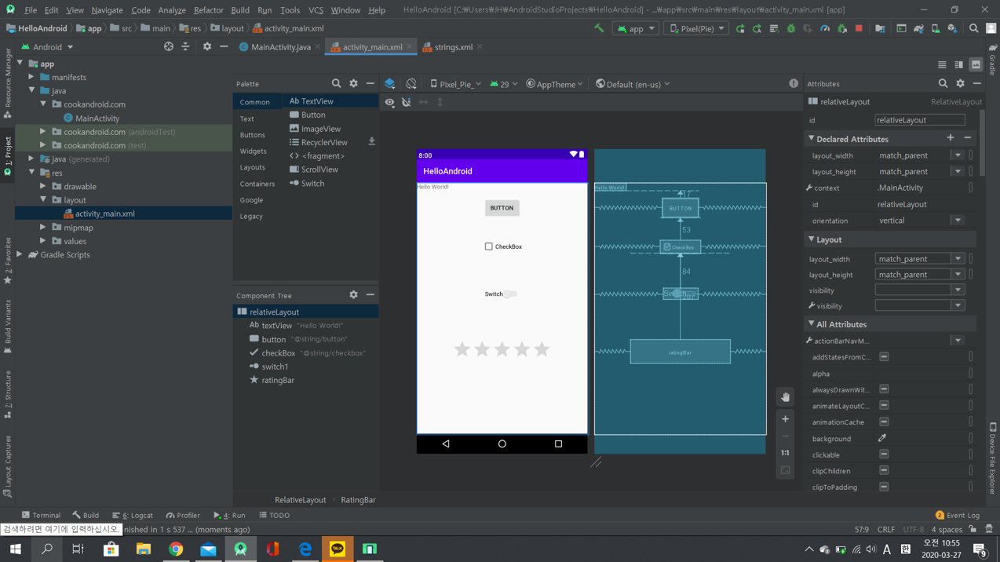 File Edit View Navigate Code Analyze Refactor Build Run Tools VCS Window Help HelloAndroid [C:₩Users₩JH₩AndroidStudioProjects₩HelloAndroid] - ...₩app₩src₩main₩res₩layout₩activity_main.xml [app]
HelloAndroid app src main res layout activity_main.xml app Pixel(Pie)
Android MainActivity.java activity_main.xml strings.xml
Resource Manager
1: Project
2: Favorites
Build Variants
7: Structure
Layout Captures
app
manifests
java
cookandroid.com
MainActivity
cookandroid.com (androidTest)
cookandroid.com (test)
java (generated)
res
drawable
layout
activity_main.xml
mipmap
values
Gradle Scripts
Palette
Common
Text
Buttons
Widgets
Layouts
Containers
Google
Legacy
Ab TextView
Button
ImageView
RecyclerView
<> <fragment>
ScrollView
Switch
Component Tree
relativeLayout
Ab textView "Hello World!"
button "@string/button"
checkBox "@string/checkbox"
switch1
ratingBar
Pixel_Pie_ 29 AppTheme Default (en-us)
8:00
HelloAndroid
Hello World!
BUTTON
CheckBox
Switch
Hello World!
17
BUTTON
53
CheckBox
84
Switch
207
ratingBar
1:1
RelativeLayout RatingBar
Attributes
relativeLayout RelativeLayout
id relativeLayout
Declared Attributes
layout_width match_parent
layout_height match_parent
context .MainActivity
id relativeLayout
orientation vertical
Layout
layout_width match_parent
layout_height match_parent
visibility
visibility
All Attributes
actionBarNavM...
addStatesFromC...
alpha
alwaysDrawnWit...
animateLayoutC...
animationCache
background
clickable
clipChildren
clipToPadding
Gradle
Device File Explorer
Terminal Build 6: Logcat Profiler 4: Run TODO 2 Event Log
검색하려면 여기에 입력하십시오. nished in 1 s 537 ... (moments ago) 57:9 CRLF UTF-8 4 spaces
TALK A 한 오전 10:55
2020-03-27 9